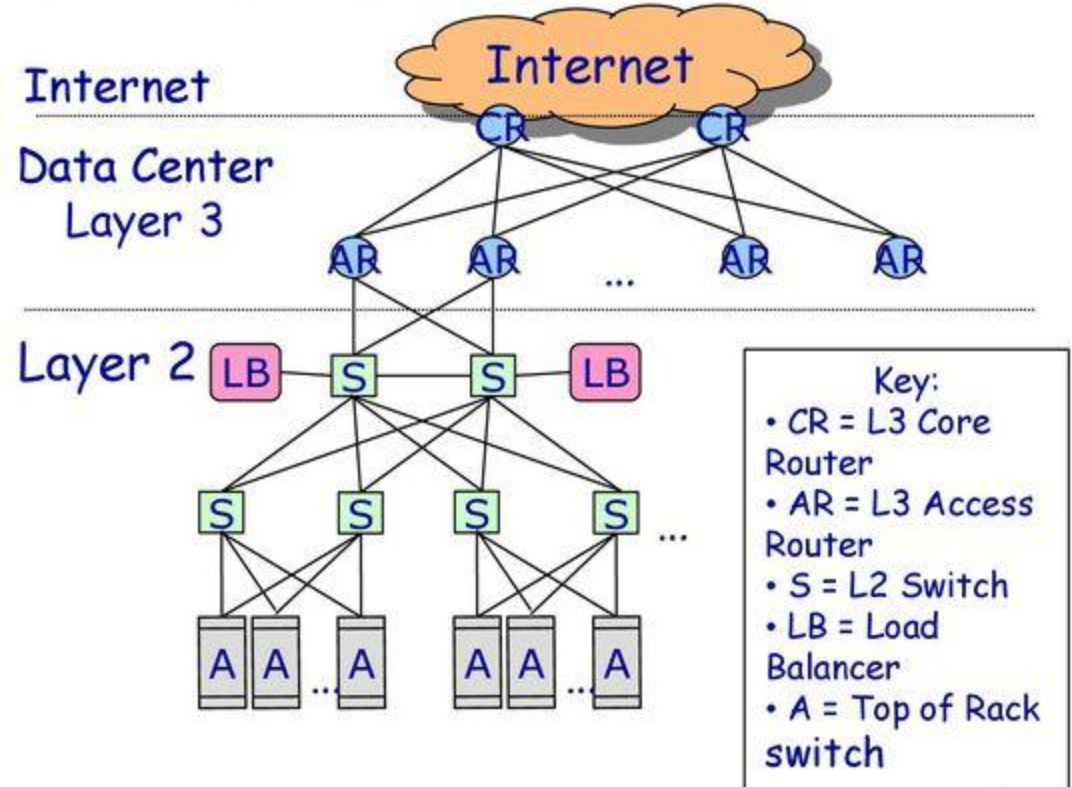 Internet
Internet
CR CR
Data Center
Layer 3
AR AR ... AR AR
Layer 2
LB S S LB
S S S S ...
A A ... A A A ... A
Key:
• CR = L3 Core
Router
• AR = L3 Access
Router
• S = L2 Switch
• LB = Load
Balancer
• A = Top of Rack
switch